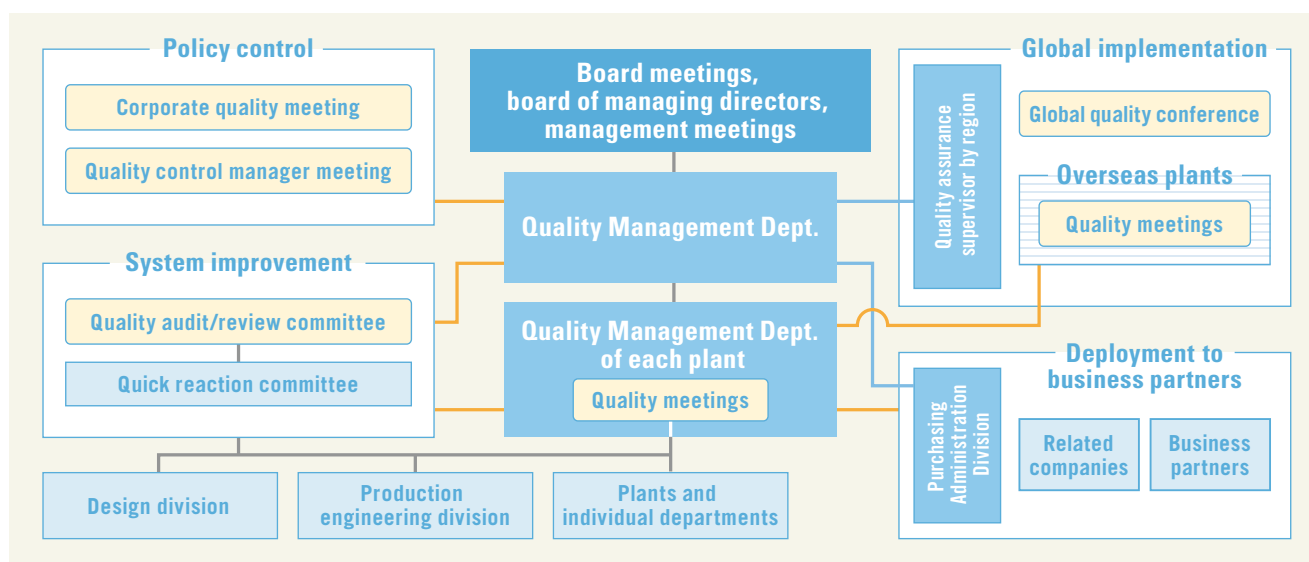 Policy control
Corporate quality meeting
Quality control manager meeting
System improvement
Quality audit/review committee
Quick reaction committee
Board meetings,
board of managing directors,
management meetings
Quality Management Dept.
Quality Management Dept.
of each plant
Quality meetings
Design division
Production
engineering division
Plants and
individual departments
Global implementation
Quality assurance
supervisor by region
Global quality conference
Overseas plants
Quality meetings
Deployment to
business partners
Purchasing
Administration
Division
Related
companies
Business
partners